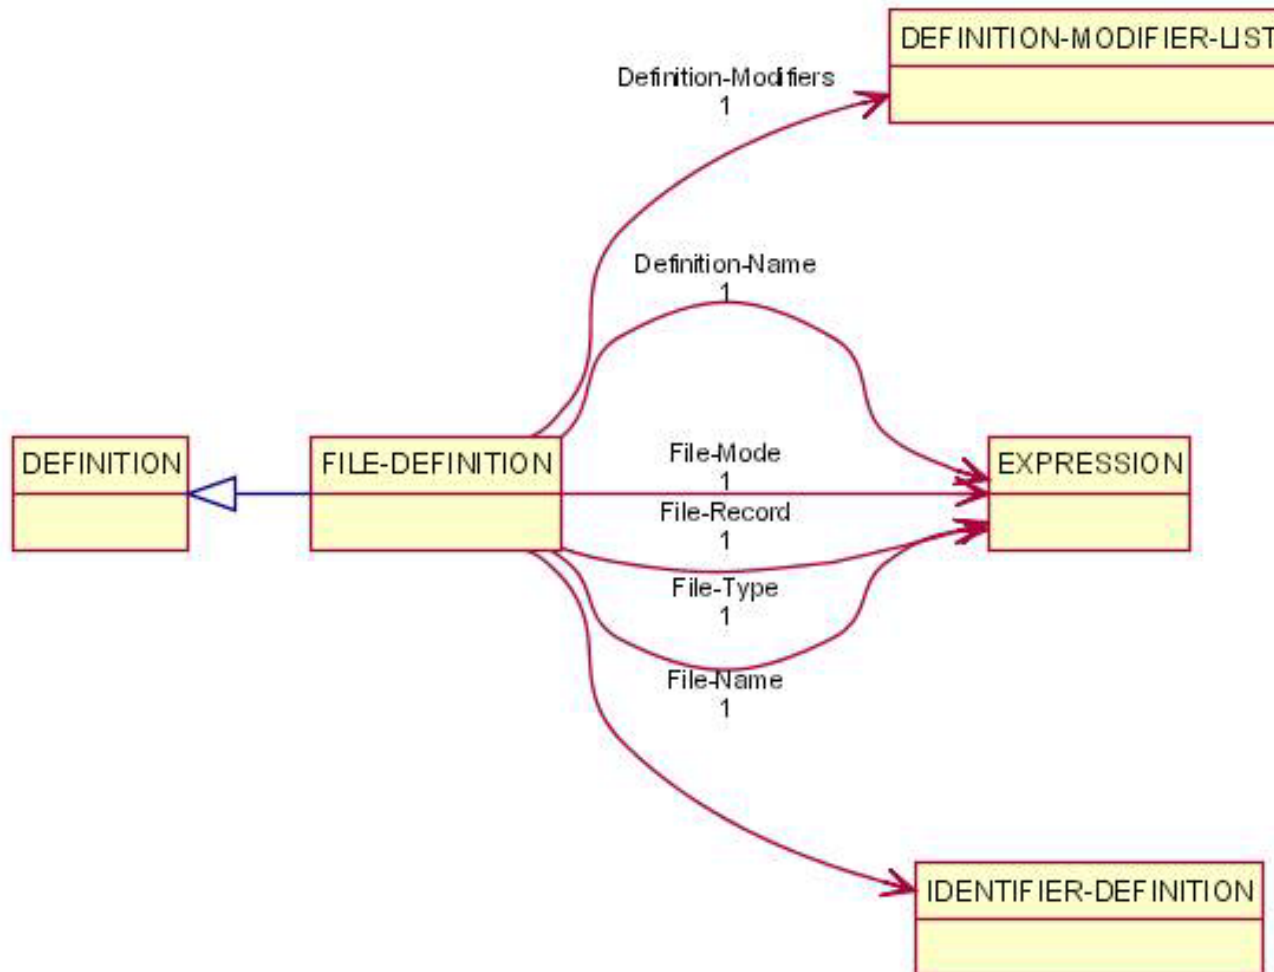 DEFINITION-MODIFIER-LIST
Definition-Modifiers
1
Definition-Name
1
DEFINITION
FILE-DEFINITION
File-Mode
1
EXPRESSION
File-Record
1
File-Type
1
File-Name
1
IDENTIFIER-DEFINITION